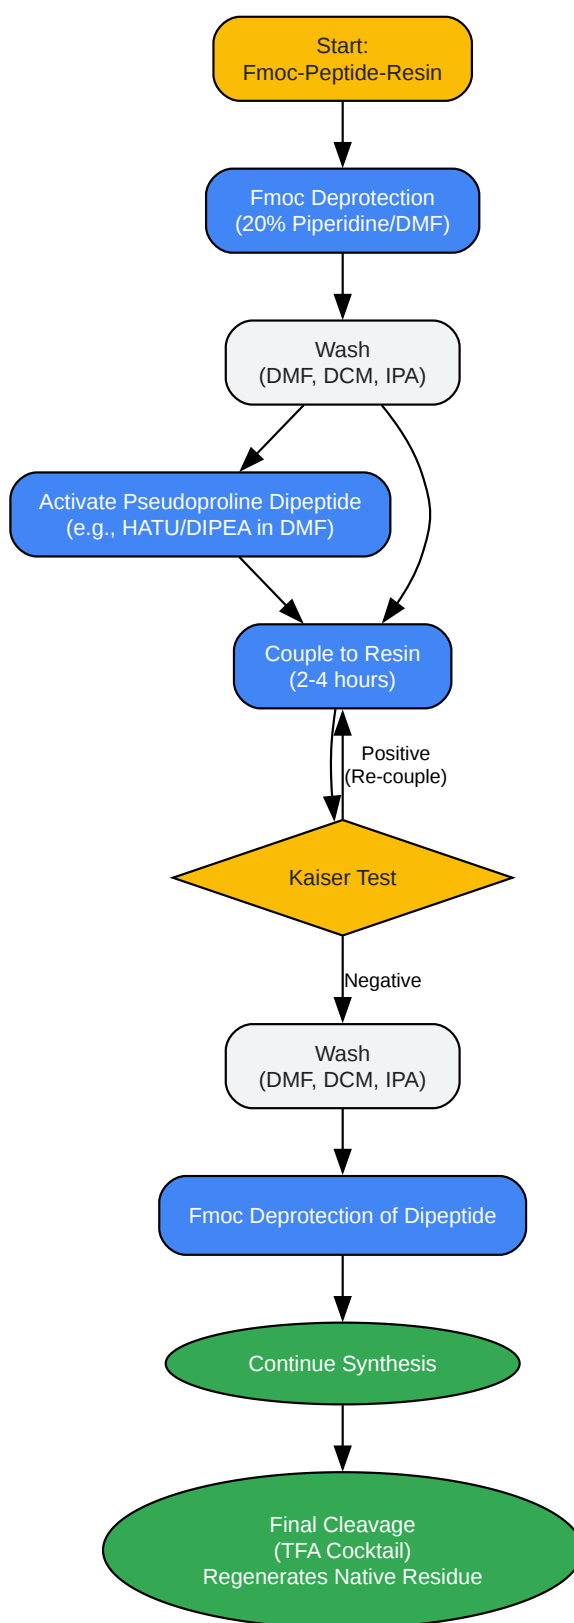 Start:
Fmoc-Peptide-Resin
Fmoc Deprotection
(20% Piperidine/DMF)
Wash
(DMF, DCM, IPA)
Activate Pseudoproline Dipeptide
(e.g., HATU/DIPEA in DMF)
Couple to Resin
(2-4 hours)
Positive
(Re-couple)
Kaiser Test
Negative
Wash
(DMF, DCM, IPA)
Fmoc Deprotection of Dipeptide
Continue Synthesis
Final Cleavage
(TFA Cocktail)
Regenerates Native Residue